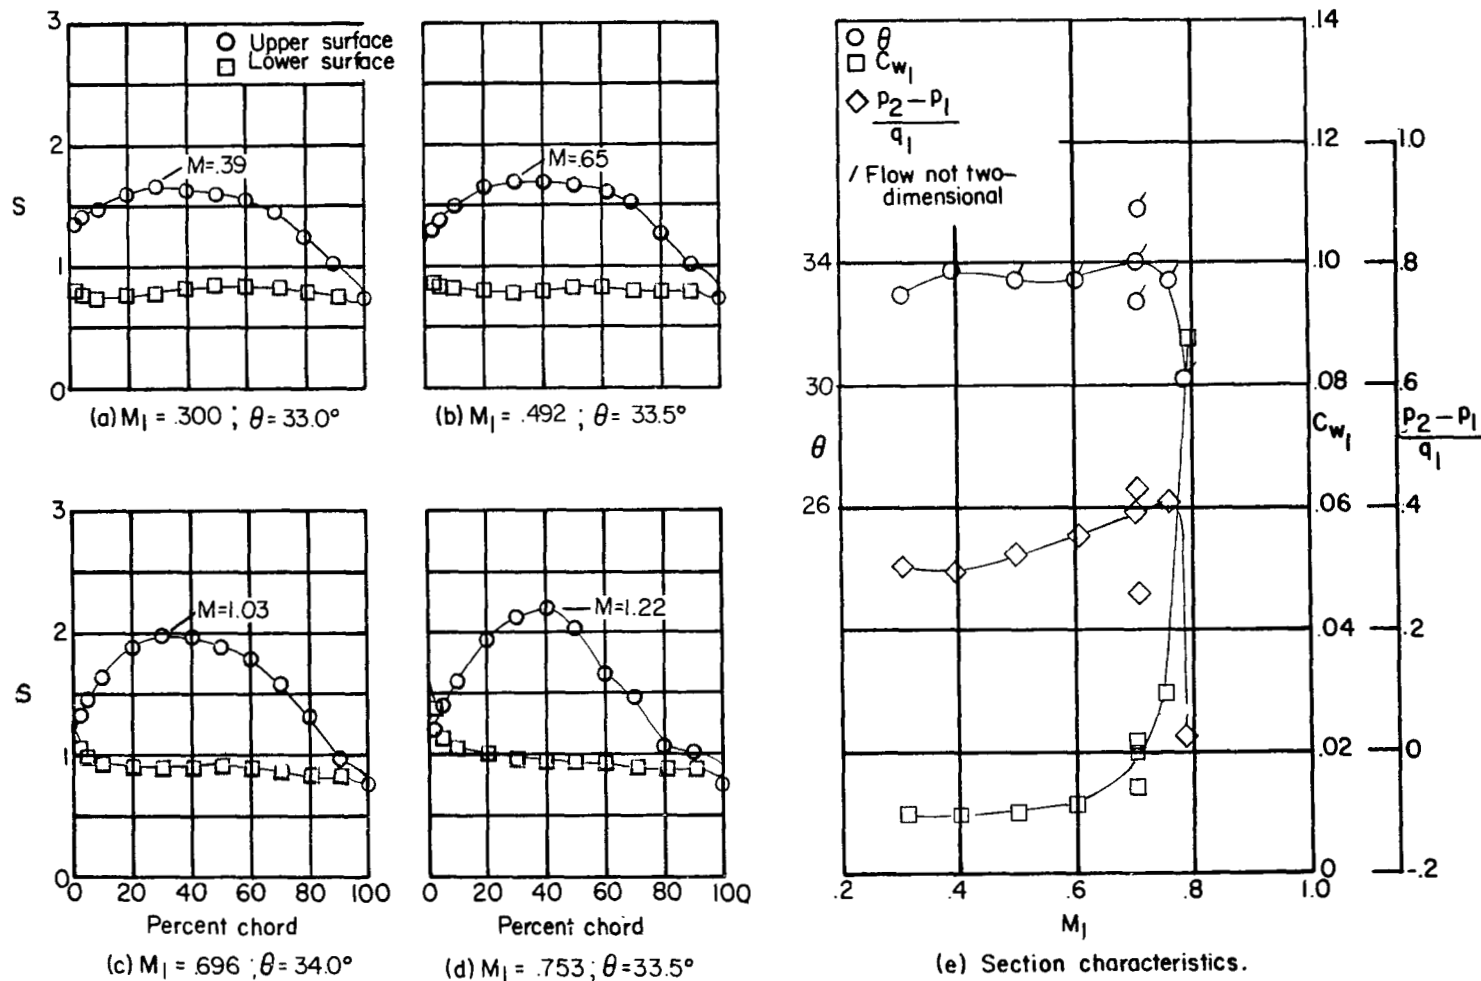 3
2
S
1
0
○ Upper surface
□ Lower surface
M=.39
M=.65
(a) M₁ = .300 ; θ = 33.0°
(b) M₁ = .492 ; θ = 33.5°
3
2
S
1
0
M=1.03
M=1.22
0 20 40 60 80 100
0 20 40 60 80 100
Percent chord
Percent chord
(c) M₁ = .696 ; θ = 34.0°
(d) M₁ = .753 ; θ = 33.5°
○ θ
□ C_w₁
◇ p₂ − p₁
q₁
/ Flow not two-
dimensional
34
30
θ
26
.14
.12
.10
.08
C_w₁
.06
.04
.02
.0
1.0
.8
.6
p₂ − p₁
q₁
.4
.2
0
-.2
.2 .4 .6 .8 1.0
M₁
(e) Section characteristics.